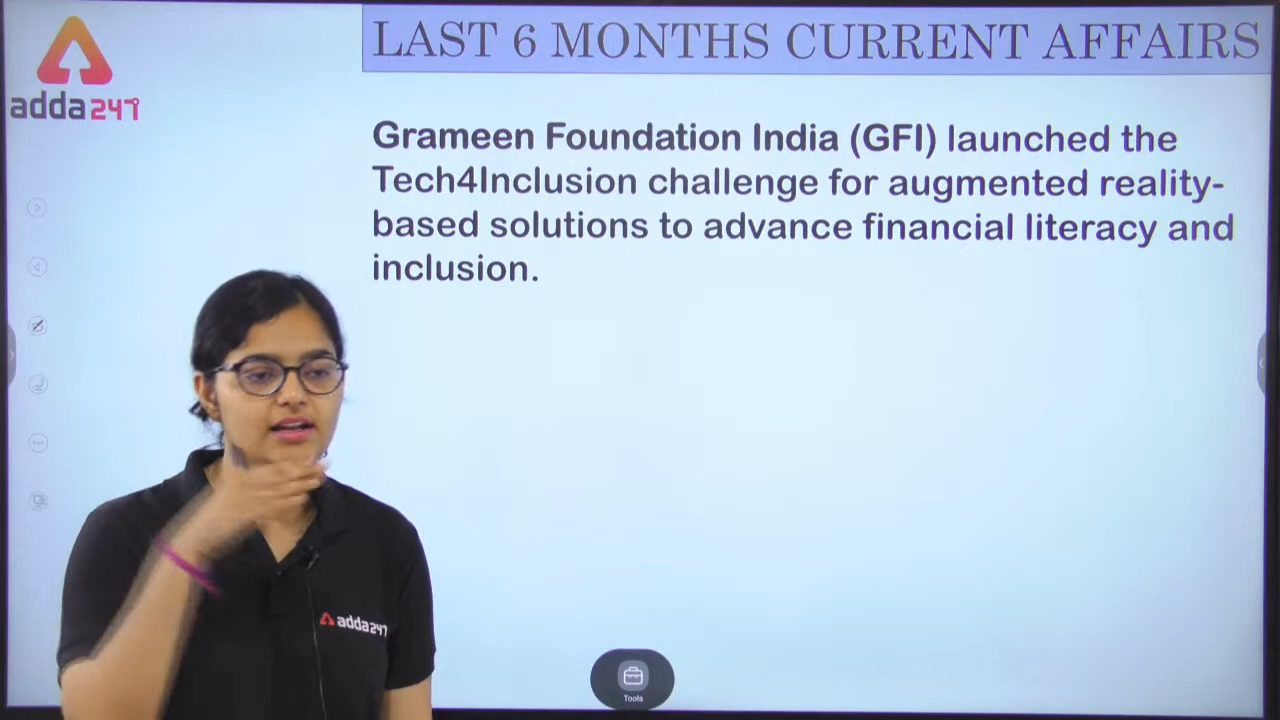 adda247
LAST 6 MONTHS CURRENT AFFAIRS
Grameen Foundation India (GFI) launched the
Tech4Inclusion challenge for augmented reality-
based solutions to advance financial literacy and
inclusion.
adda247
Tools